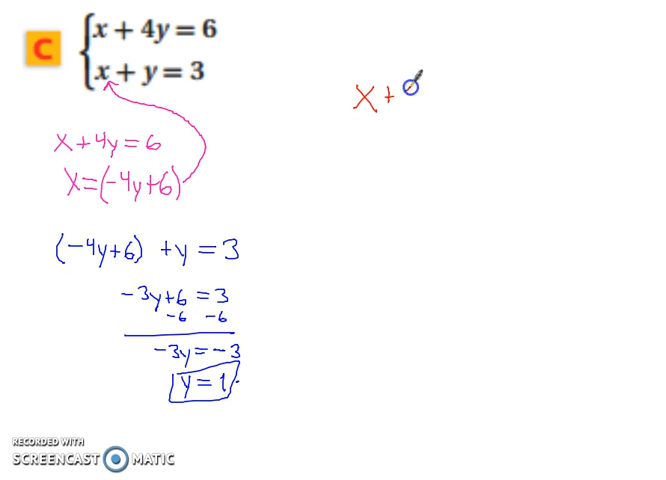 C
x + 4y = 6
x + y = 3
x + 4y = 6
x = (-4y + 6)
(-4y + 6) + y = 3
-3y + 6 = 3
-6 -6
-3y = -3
y = 1
x +
RECORDED WITH
SCREENCAST MATIC